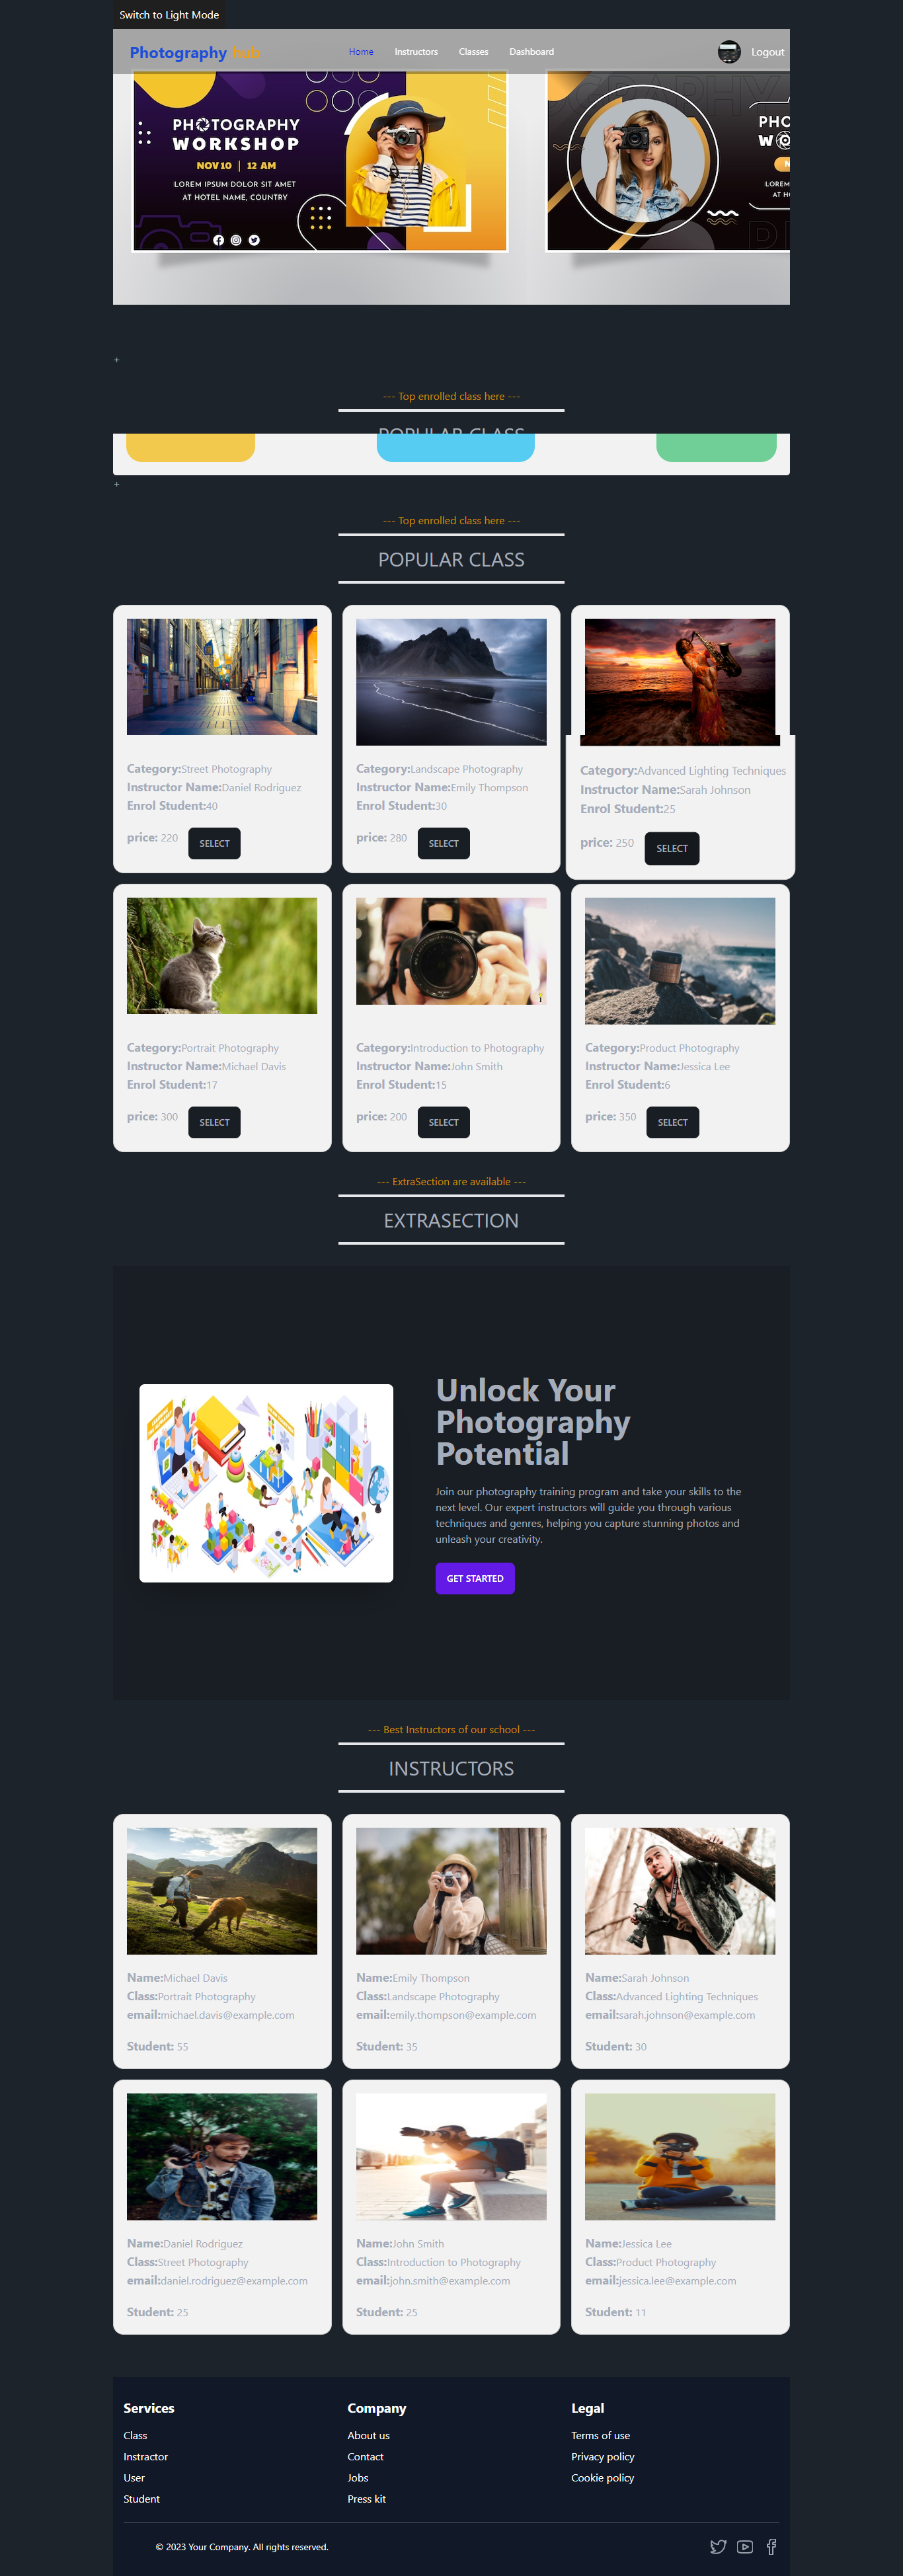 Switch to Light Mode
Photography hub
Home
Instructors
Classes
Dashboard
Logout
PHOTOGRAPHY
WORKSHOP
NOV 10 | 12 AM
LOREM IPSUM DOLOR SIT AMET
AT HOTEL NAME, COUNTRY
+
--- Top enrolled class here ---
POPULAR CLASS
+
--- Top enrolled class here ---
POPULAR CLASS
Category:Street Photography
Instructor Name:Daniel Rodriguez
Enrol Student:40
price: 220 SELECT
Category:Landscape Photography
Instructor Name:Emily Thompson
Enrol Student:30
price: 280 SELECT
Category:Advanced Lighting Techniques
Instructor Name:Sarah Johnson
Enrol Student:25
price: 250 SELECT
Category:Portrait Photography
Instructor Name:Michael Davis
Enrol Student:17
price: 300 SELECT
Category:Introduction to Photography
Instructor Name:John Smith
Enrol Student:15
price: 200 SELECT
Category:Product Photography
Instructor Name:Jessica Lee
Enrol Student:6
price: 350 SELECT
--- ExtraSection are available ---
EXTRASECTION
Unlock Your
Photography
Potential
Join our photography training program and take your skills to the
next level. Our expert instructors will guide you through various
techniques and genres, helping you capture stunning photos and
unleash your creativity.
GET STARTED
--- Best Instructors of our school ---
INSTRUCTORS
Name:Michael Davis
Class:Portrait Photography
email:michael.davis@example.com
Student: 55
Name:Emily Thompson
Class:Landscape Photography
email:emily.thompson@example.com
Student: 35
Name:Sarah Johnson
Class:Advanced Lighting Techniques
email:sarah.johnson@example.com
Student: 30
Name:Daniel Rodriguez
Class:Street Photography
email:daniel.rodriguez@example.com
Student: 25
Name:John Smith
Class:Introduction to Photography
email:john.smith@example.com
Student: 25
Name:Jessica Lee
Class:Product Photography
email:jessica.lee@example.com
Student: 11
Services
Class
Instructor
User
Student
Company
About us
Contact
Jobs
Press kit
Legal
Terms of use
Privacy policy
Cookie policy
© 2023 Your Company. All rights reserved.